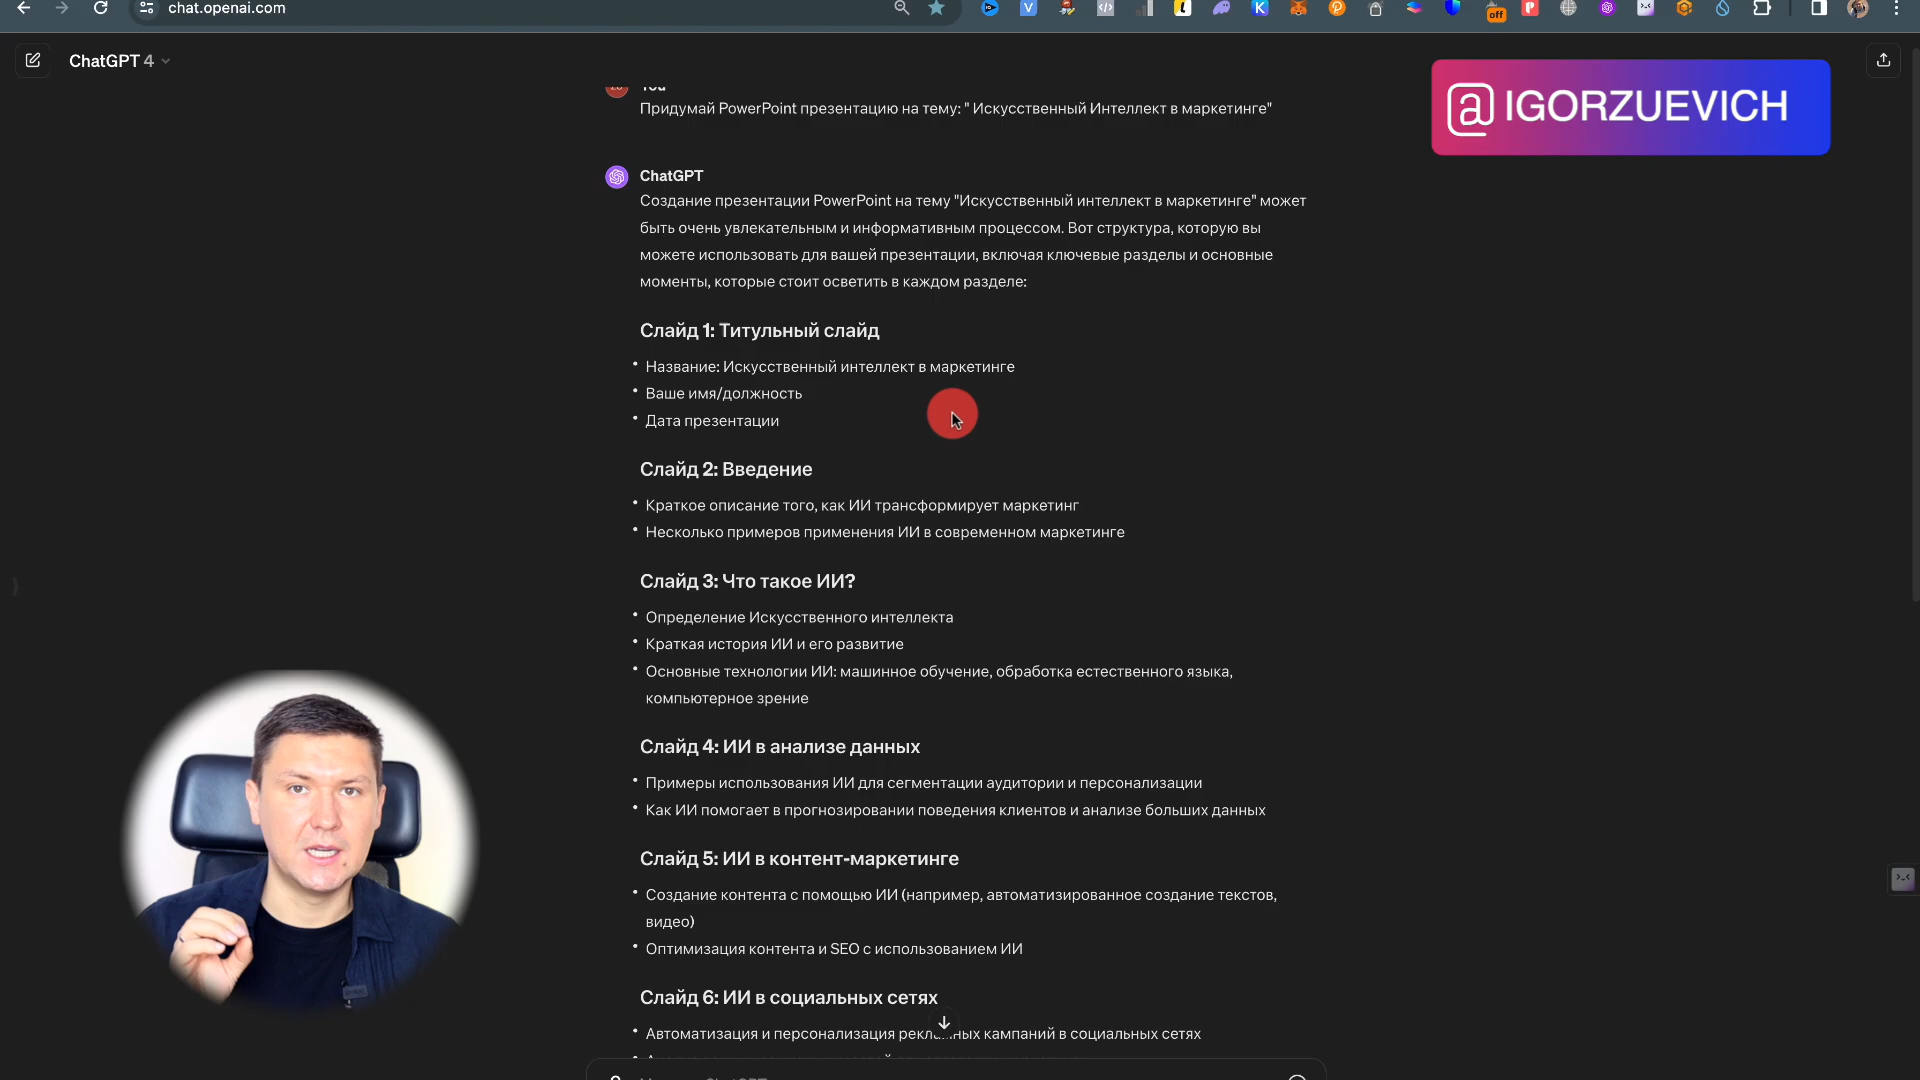 chat.openai.com
off
ChatGPT 4
@IGORZUEVICH
You
Придумай PowerPoint презентацию на тему: " Искусственный Интеллект в маркетинге"
ChatGPT
Создание презентации PowerPoint на тему "Искусственный интеллект в маркетинге" может
быть очень увлекательным и информативным процессом. Вот структура, которую вы
можете использовать для вашей презентации, включая ключевые разделы и основные
моменты, которые стоит осветить в каждом разделе:
Слайд 1: Титульный слайд
• Название: Искусственный интеллект в маркетинге
• Ваше имя/должность
• Дата презентации
Слайд 2: Введение
• Краткое описание того, как ИИ трансформирует маркетинг
• Несколько примеров применения ИИ в современном маркетинге
Слайд 3: Что такое ИИ?
• Определение Искусственного интеллекта
• Краткая история ИИ и его развитие
• Основные технологии ИИ: машинное обучение, обработка естественного языка,
компьютерное зрение
Слайд 4: ИИ в анализе данных
• Примеры использования ИИ для сегментации аудитории и персонализации
• Как ИИ помогает в прогнозировании поведения клиентов и анализе больших данных
Слайд 5: ИИ в контент-маркетинге
• Создание контента с помощью ИИ (например, автоматизированное создание текстов,
видео)
• Оптимизация контента и SEO с использованием ИИ
Слайд 6: ИИ в социальных сетях
• Автоматизация и персонализация рекламных кампаний в социальных сетях